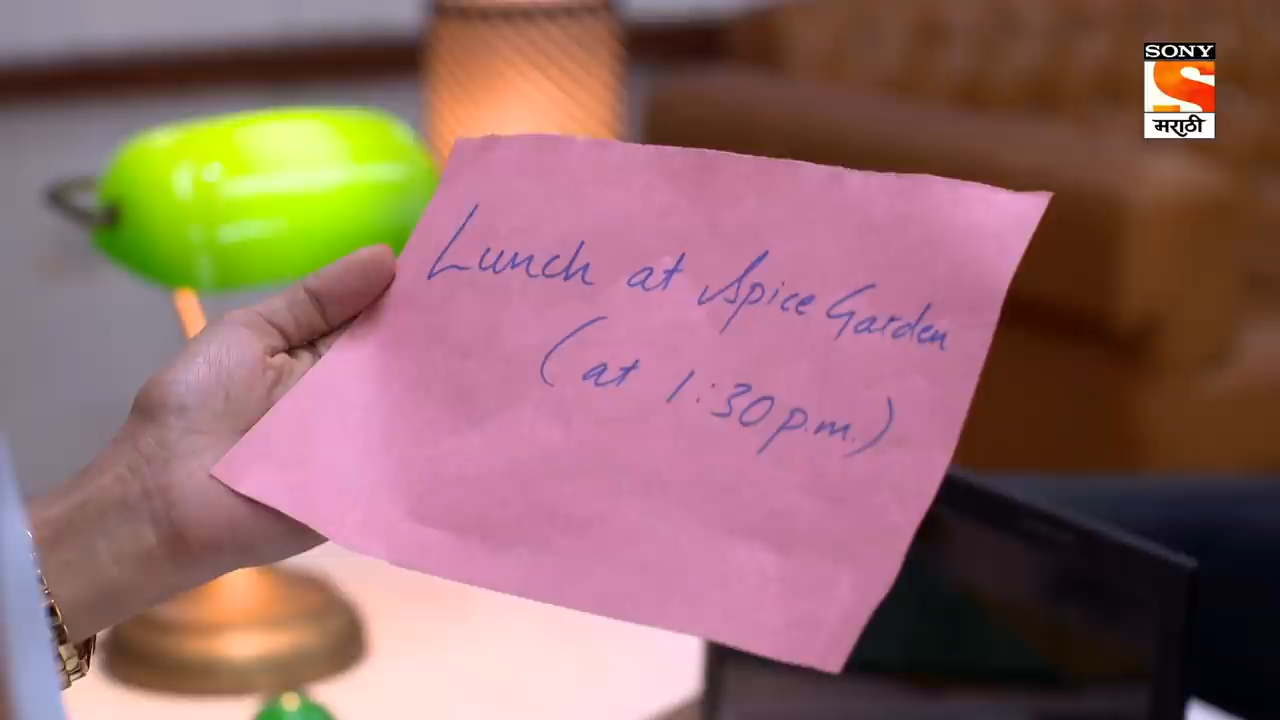 SONY
S
मराठी
Lunch at Spice Garden
(at 1:30 p.m.)